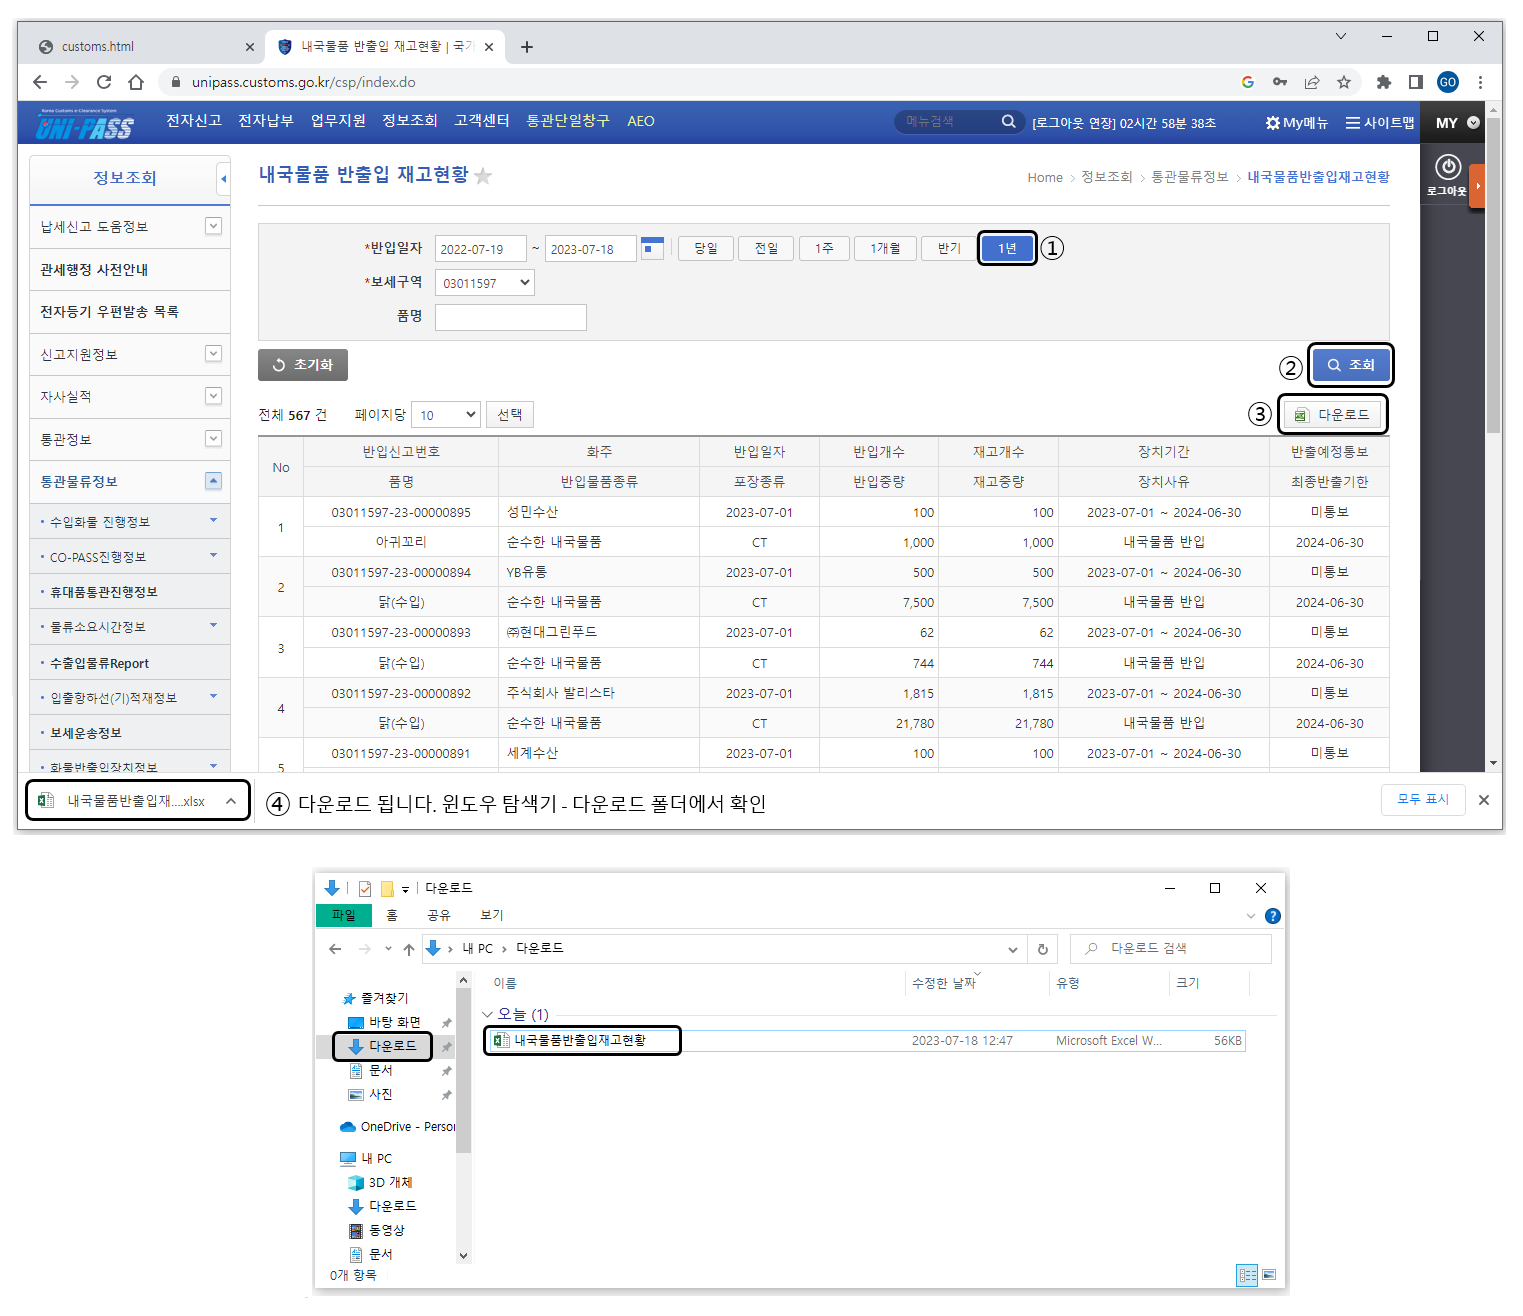 customs.html
내국물품 반출입 재고현황 | 국가
unipass.customs.go.kr/csp/index.do
GO
Korea Customs e-Clearance System
UNI-PASS
전자신고 전자납부 업무지원 정보조회 고객센터 통관단일창구 AEO
메뉴검색
[로그아웃 연장] 02시간 58분 38초
My메뉴
사이트맵
MY
로그아웃
정보조회
납세신고 도움정보
관세행정 사전안내
전자등기 우편발송 목록
신고지원정보
자사실적
통관정보
통관물류정보
수입화물 진행정보
CO-PASS진행정보
휴대품통관진행정보
물류소요시간정보
수출입물류Report
입출항하선(기)적재정보
보세운송정보
화물반출입장치정보
내국물품 반출입 재고현황
Home > 정보조회 > 통관물류정보 > 내국물품반출입재고현황
*반입일자 2022-07-19 ~ 2023-07-18 당일 전일 1주 1개월 반기 1년 ①
*보세구역 03011597
품명
초기화
② 조회
전체 567 건 페이지당 10 선택
③ 다운로드
No 반입신고번호 화주 반입일자 반입개수 재고개수 장치기간 반출예정통보
품명 반입물품종류 포장종류 반입중량 재고중량 장치사유 최종반출기한
1 03011597-23-00000895 성민수산 2023-07-01 100 100 2023-07-01 ~ 2024-06-30 미통보
아귀꼬리 순수한 내국물품 CT 1,000 1,000 내국물품 반입 2024-06-30
2 03011597-23-00000894 YB유통 2023-07-01 500 500 2023-07-01 ~ 2024-06-30 미통보
닭(수입) 순수한 내국물품 CT 7,500 7,500 내국물품 반입 2024-06-30
3 03011597-23-00000893 ㈜현대그린푸드 2023-07-01 62 62 2023-07-01 ~ 2024-06-30 미통보
닭(수입) 순수한 내국물품 CT 744 744 내국물품 반입 2024-06-30
4 03011597-23-00000892 주식회사 발리스타 2023-07-01 1,815 1,815 2023-07-01 ~ 2024-06-30 미통보
닭(수입) 순수한 내국물품 CT 21,780 21,780 내국물품 반입 2024-06-30
5 03011597-23-00000891 세계수산 2023-07-01 100 100 2023-07-01 ~ 2024-06-30 미통보
내국물품반출입재....xlsx
④ 다운로드 됩니다. 윈도우 탐색기 - 다운로드 폴더에서 확인
모두 표시
다운로드
파일 홈 공유 보기
내 PC > 다운로드
다운로드 검색
이름 수정한 날짜 유형 크기
오늘 (1)
내국물품반출입재고현황 2023-07-18 12:47 Microsoft Excel W... 56KB
즐겨찾기
바탕 화면
다운로드
문서
사진
OneDrive - Persor
내 PC
3D 개체
다운로드
동영상
문서
0개 항목